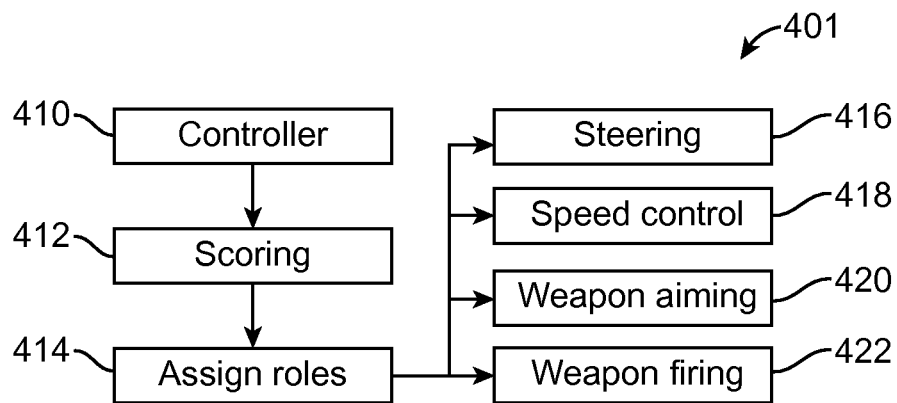 401
410
Controller
412
Scoring
414
Assign roles
Steering
416
Speed control
418
Weapon aiming
420
Weapon firing
422